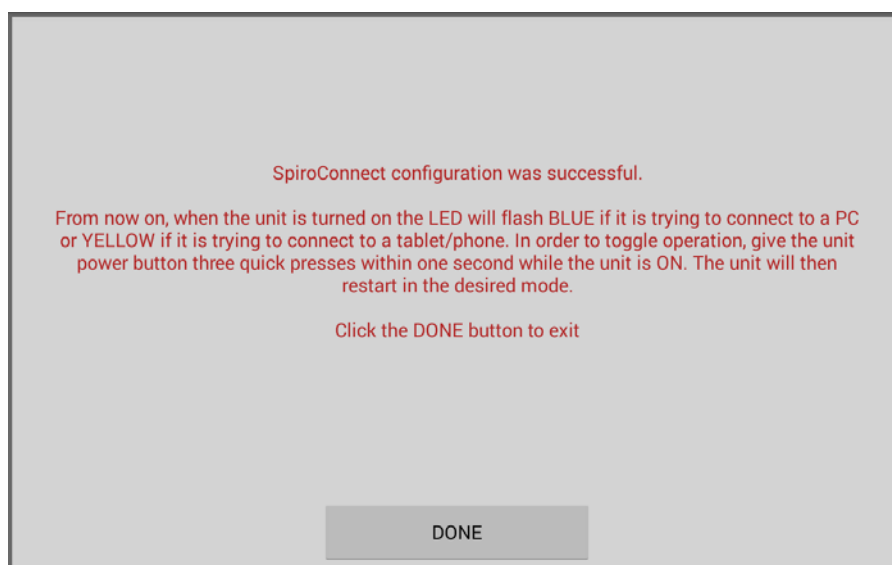 SpiroConnect configuration was successful.
From now on, when the unit is turned on the LED will flash BLUE if it is trying to connect to a PC
or YELLOW if it is trying to connect to a tablet/phone. In order to toggle operation, give the unit
power button three quick presses within one second while the unit is ON. The unit will then
restart in the desired mode.
Click the DONE button to exit
DONE